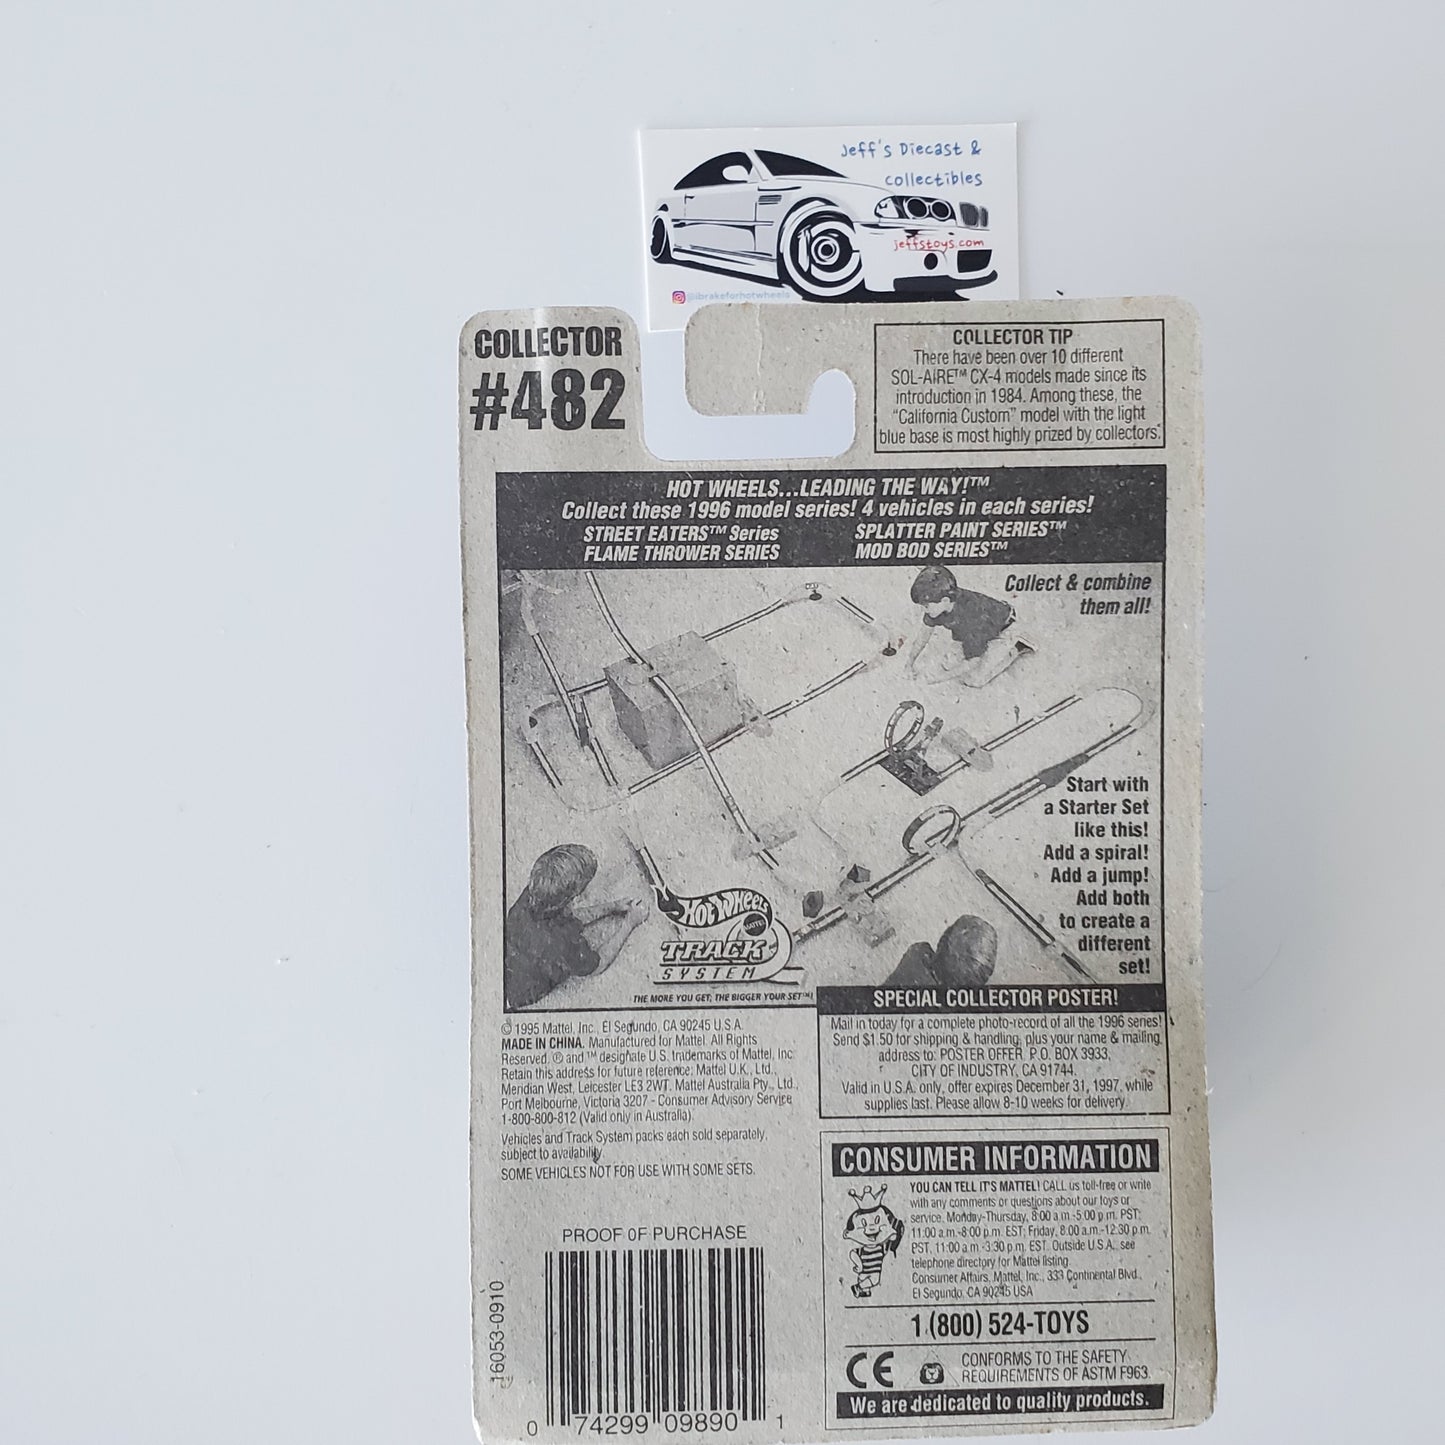 Jeff's Diecast &
collectibles
jeffstoys.com
@ibrakeforhotwheels
COLLECTOR
#482
COLLECTOR TIP
There have been over 10 different
SOL-AIRE™ CX-4 models made since its
introduction in 1984. Among these, the
"California Custom" model with the light
blue base is most highly prized by collectors.
HOT WHEELS...LEADING THE WAY!™
Collect these 1996 model series! 4 vehicles in each series!
STREET EATERS™ Series
SPLATTER PAINT SERIES™
FLAME THROWER SERIES
MOD BOD SERIES™
Collect & combine
them all!
Start with
a Starter Set
like this!
Add a spiral!
Add a jump!
Add both
to create a
different
set!
HOT WHEELS
MATTEL
TRACK
SYSTEM
THE MORE YOU GET, THE BIGGER YOUR SET™!
© 1995 Mattel, Inc., El Segundo, CA 90245 U.S.A.
MADE IN CHINA. Manufactured for Mattel. All Rights
Reserved. ® and ™ designate U.S. trademarks of Mattel, Inc.
Retain this address for future reference: Mattel U.K., Ltd.,
Meridian West, Leicester LE3 2WT. Mattel Australia Pty., Ltd.,
Port Melbourne, Victoria 3207 - Consumer Advisory Service
1-800-800-812 (Valid only in Australia).
Vehicles and Track System packs each sold separately,
subject to availability.
SOME VEHICLES NOT FOR USE WITH SOME SETS.
SPECIAL COLLECTOR POSTER!
Mail in today for a complete photo-record of all the 1996 series!
Send $1.50 for shipping & handling, plus your name & mailing
address to: POSTER OFFER, P.O. BOX 3933,
CITY OF INDUSTRY, CA 91744.
Valid in U.S.A. only, offer expires December 31, 1997, while
supplies last. Please allow 8-10 weeks for delivery.
CONSUMER INFORMATION
YOU CAN TELL IT'S MATTEL! CALL us toll-free or write
with any comments or questions about our toys or
service, Monday-Thursday, 8:00 a.m.-5:00 p.m. PST;
11:00 a.m.-8:00 p.m. EST; Friday, 8:00 a.m.-12:30 p.m.
PST, 11:00 a.m.-3:30 p.m. EST. Outside U.S.A., see
telephone directory for Mattel listing.
Consumer Affairs, Mattel, Inc., 333 Continental Blvd.,
El Segundo, CA 90245 USA
1 (800) 524-TOYS
CE
CONFORMS TO THE SAFETY
REQUIREMENTS OF ASTM F963.
We are dedicated to quality products.
PROOF OF PURCHASE
16053-0910
0 74299 09890 1